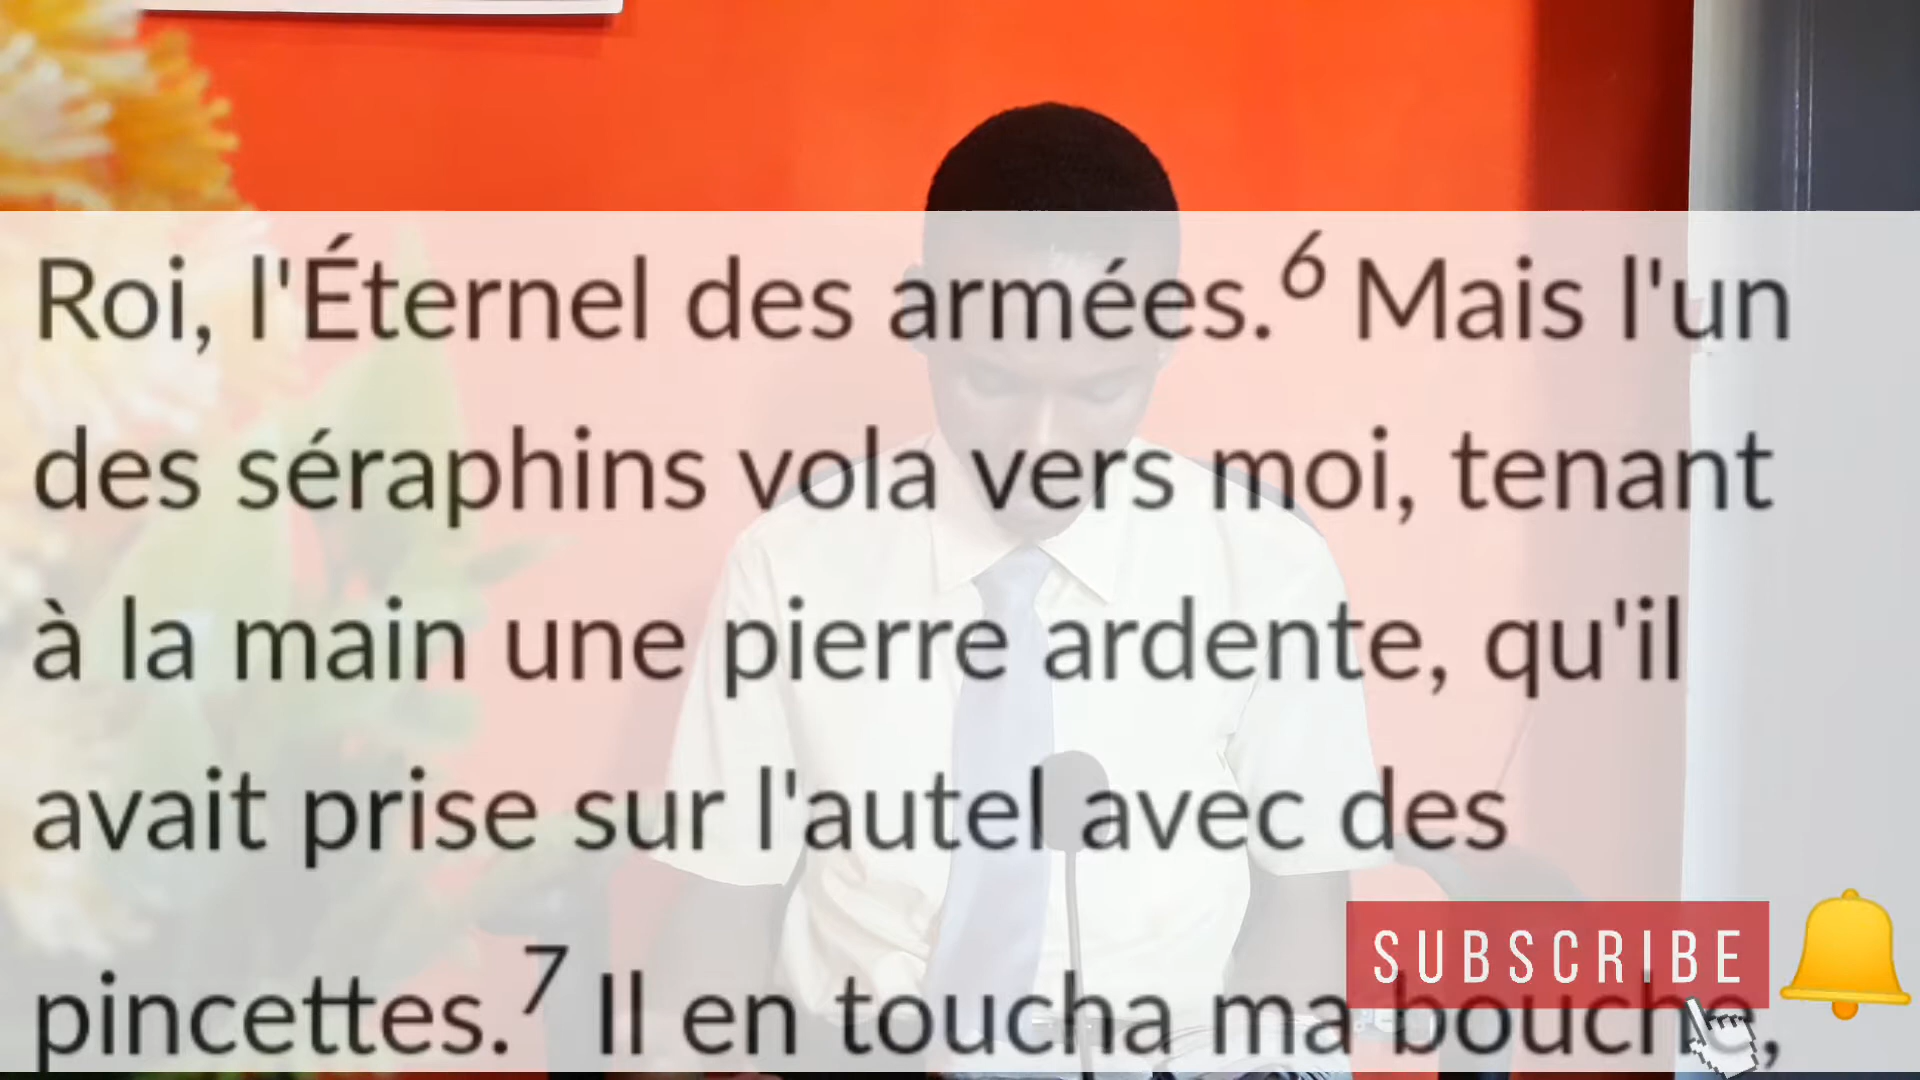 Roi, l'Éternel des armées.6 Mais l'un
des séraphins vola vers moi, tenant
à la main une pierre ardente, qu'il
avait prise sur l'autel avec des
pincettes.7 Il en toucha ma bouche,
SUBSCRIBE